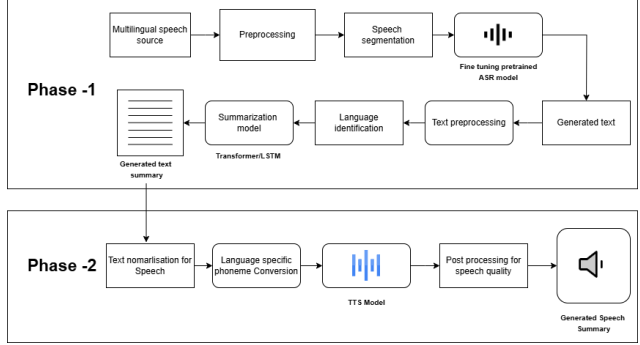 Multilingual speech
source
Preprocessing
Speech
segmentation
Fine tuning pretrained
ASR model
Phase -1
Generated text
Text preprocessing
Language
identification
Summarization
model
Transformer/LSTM
Generated text
summary
Phase -2
Text nomarlisation for
Speech
Language specific
phoneme Conversion
TTS Model
Post processing for
speech quality
Generated Speech
Summary